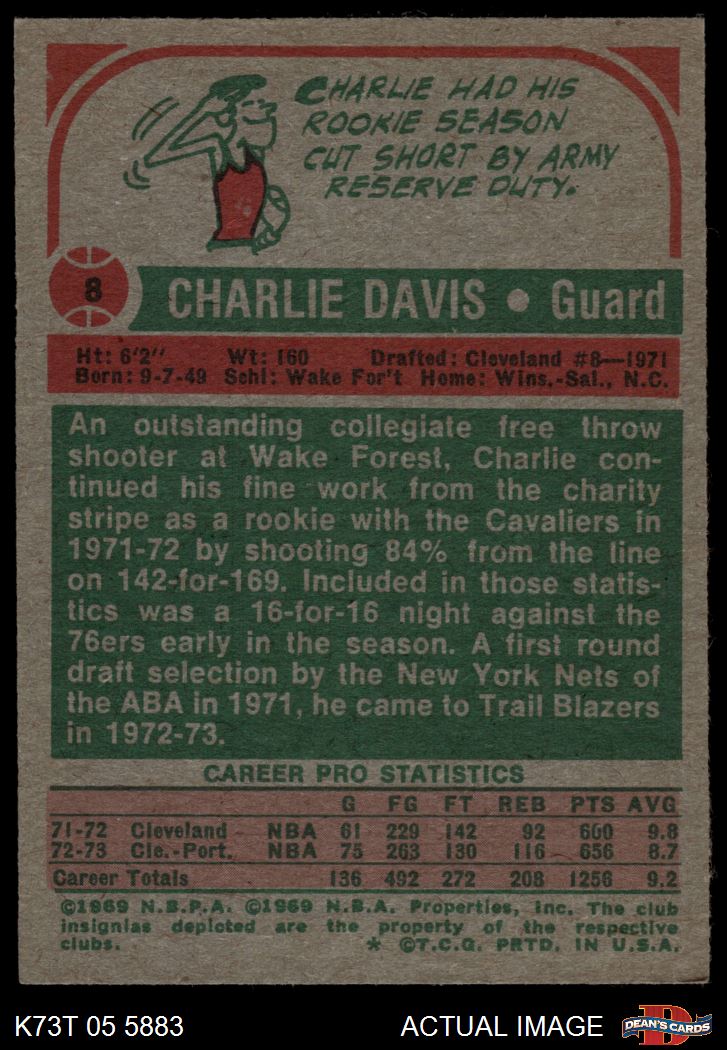 CHARLIE HAD HIS
ROOKIE SEASON
CUT SHORT BY ARMY
RESERVE DUTY.
8 CHARLIE DAVIS • Guard
Ht: 6'2" Wt: 160 Drafted: Cleveland #8—1971
Born: 9-7-49 Schl: Wake For't Home: Wins.-Sal., N.C.
An outstanding collegiate free throw
shooter at Wake Forest, Charlie con-
tinued his fine work from the charity
stripe as a rookie with the Cavaliers in
1971-72 by shooting 84% from the line
on 142-for-169. Included in those statis-
tics was a 16-for-16 night against the
76ers early in the season. A first round
draft selection by the New York Nets of
the ABA in 1971, he came to Trail Blazers
in 1972-73.
CAREER PRO STATISTICS
G FG FT REB PTS AVG
71-72 Cleveland NBA 61 229 142 92 600 9.8
72-73 Cle.-Port. NBA 75 263 130 116 656 8.7
Career Totals 136 492 272 208 1256 9.2
©1969 N.B.P.A. ©1969 N.B.A. Properties, Inc. The club
insignias depicted are the property of the respective
clubs. * ©T.C.G. PRTD. IN U.S.A.
K73T 05 5883 ACTUAL IMAGE D DEAN'S CARDS